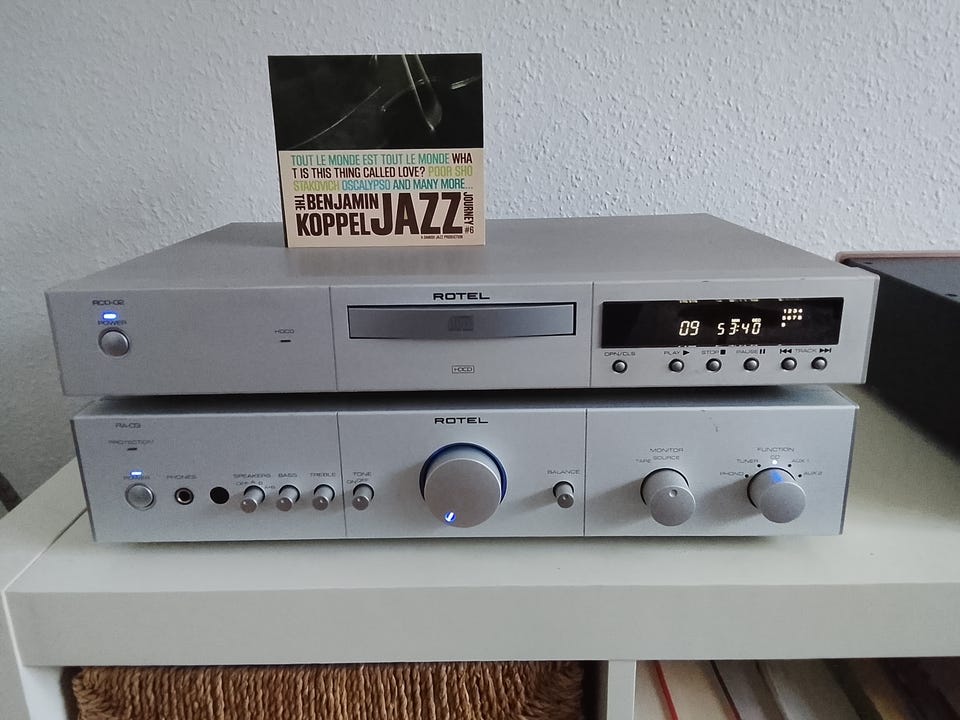 TOUT LE MONDE EST TOUT LE MONDE WHA
T IS THIS THING CALLED LOVE? POOR SHO
STAKOVICH OSCALYPSO AND MANY MORE...
THE BENJAMIN KOPPEL JAZZ JOURNEY #6
A DANISH JAZZ PRODUCTION
RCD-02
POWER
HDCD
ROTEL
HDCD
09 53:40
OPN/CLS PLAY STOP PAUSE TRACK
RA-03
PROTECTION
POWER
PHONES
SPEAKERS
BASS
TREBLE
TONE
ON OFF
ROTEL
BALANCE
MONITOR
TAPE SOURCE
FUNCTION
TUNER CD AUX 1
PHONO AUX 2